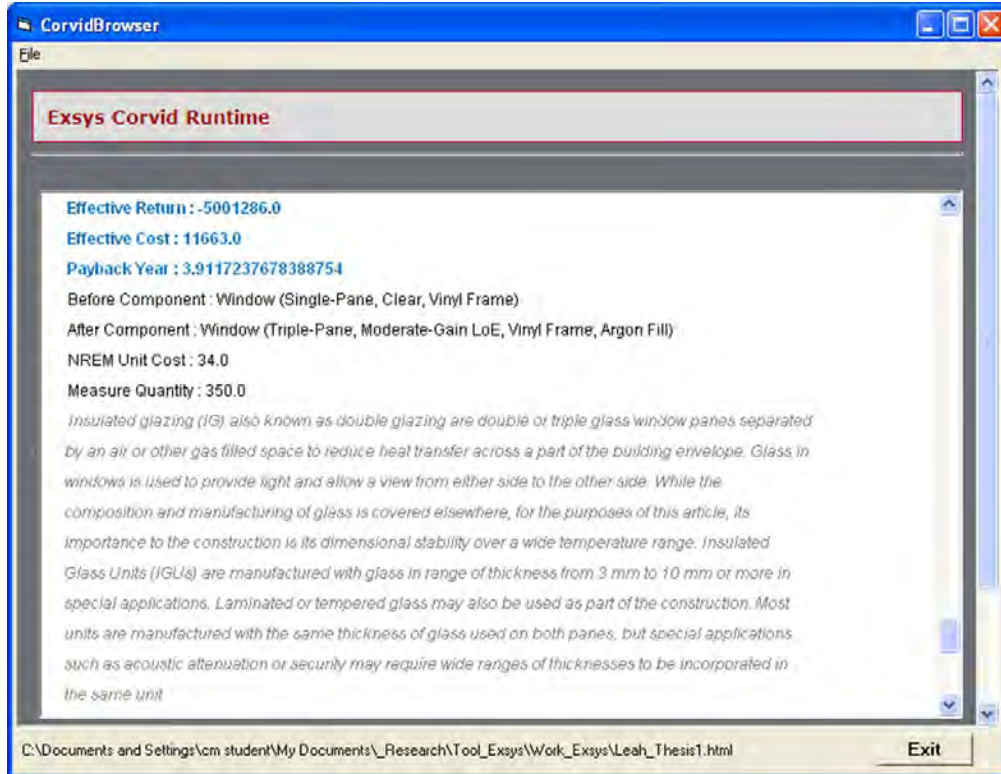 CorvidBrowser
File
Exsys Corvid Runtime
Effective Return : -5001286.0
Effective Cost : 11663.0
Payback Year : 3.9117237678388754
Before Component : Window (Single-Pane, Clear, Vinyl Frame)
After Component : Window (Triple-Pane, Moderate-Gain LoE, Vinyl Frame, Argon Fill)
NREM Unit Cost : 34.0
Measure Quantity : 350.0
Insulated glazing (IG) also known as double glazing are double or triple glass window panes separated
by an air or other gas filled space to reduce heat transfer across a part of the building envelope. Glass in
windows is used to provide light and allow a view from either side to the other side. While the
composition and manufacturing of glass is covered elsewhere, for the purposes of this article, its
importance to the construction is its dimensional stability over a wide temperature range. Insulated
Glass Units (IGUs) are manufactured with glass in range of thickness from 3 mm to 10 mm or more in
special applications. Laminated or tempered glass may also be used as part of the construction. Most
units are manufactured with the same thickness of glass used on both panes, but special applications
such as acoustic attenuation or security may require wide ranges of thicknesses to be incorporated in
the same unit
C:\Documents and Settings\cm student\My Documents\_Research\Tool_Exsys\Work_Exsys\Leah_Thesis1.html
Exit